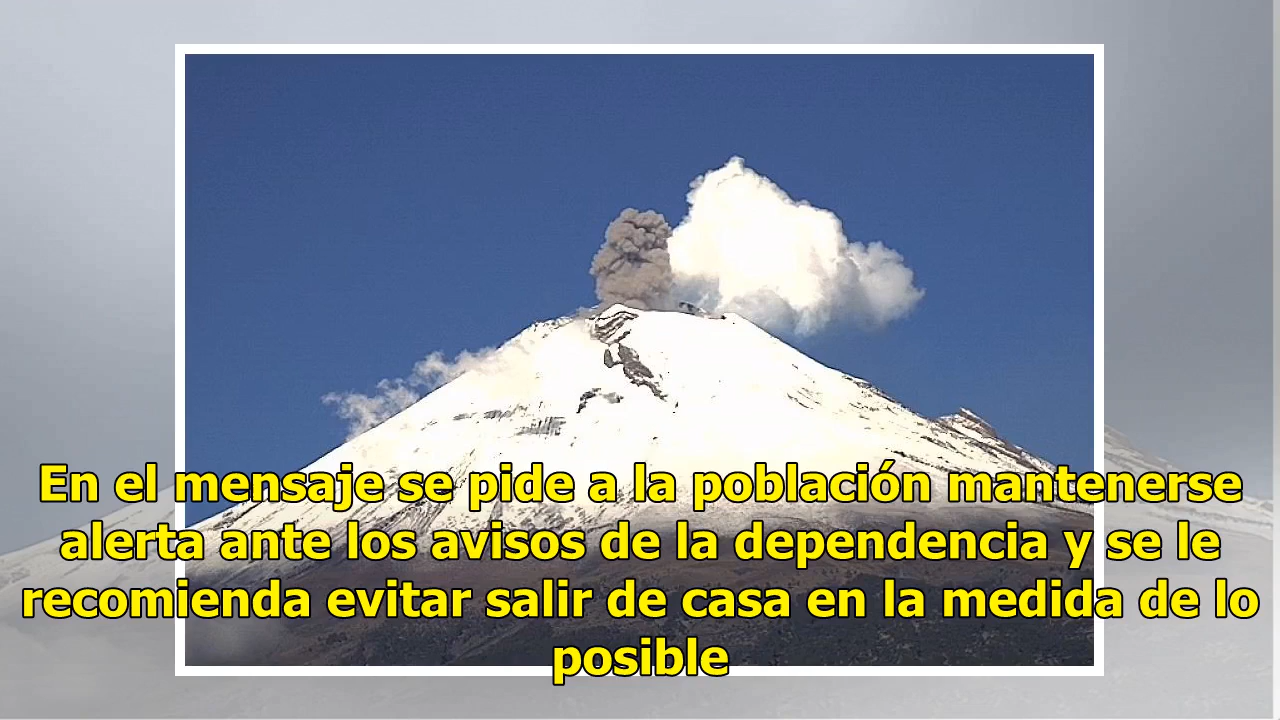 En el mensaje se pide a la población mantenerse
alerta ante los avisos de la dependencia y se le
recomienda evitar salir de casa en la medida de lo
posible